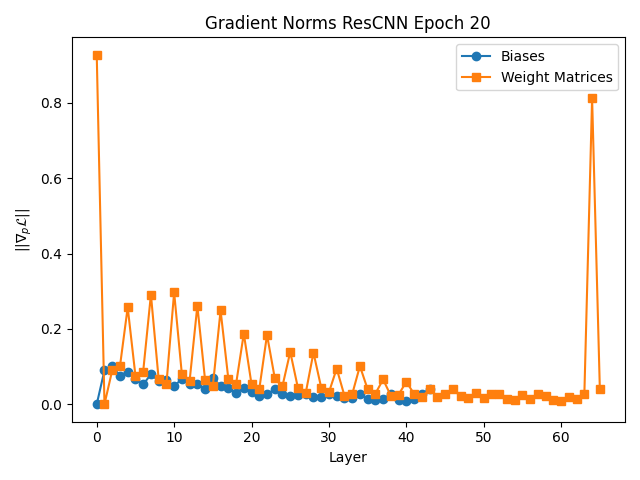 Gradient Norms ResCNN Epoch 20
Biases
Weight Matrices
||∇ₚℒ||
0.8
0.6
0.4
0.2
0.0
0 10 20 30 40 50 60
Layer